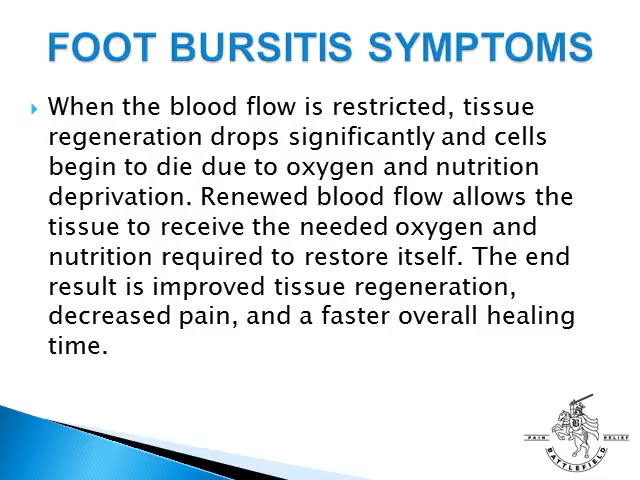 FOOT BURSITIS SYMPTOMS
When the blood flow is restricted, tissue
regeneration drops significantly and cells
begin to die due to oxygen and nutrition
deprivation. Renewed blood flow allows the
tissue to receive the needed oxygen and
nutrition required to restore itself. The end
result is improved tissue regeneration,
decreased pain, and a faster overall healing
time.
B
PAIN RELIEF
BATTLEFIELD